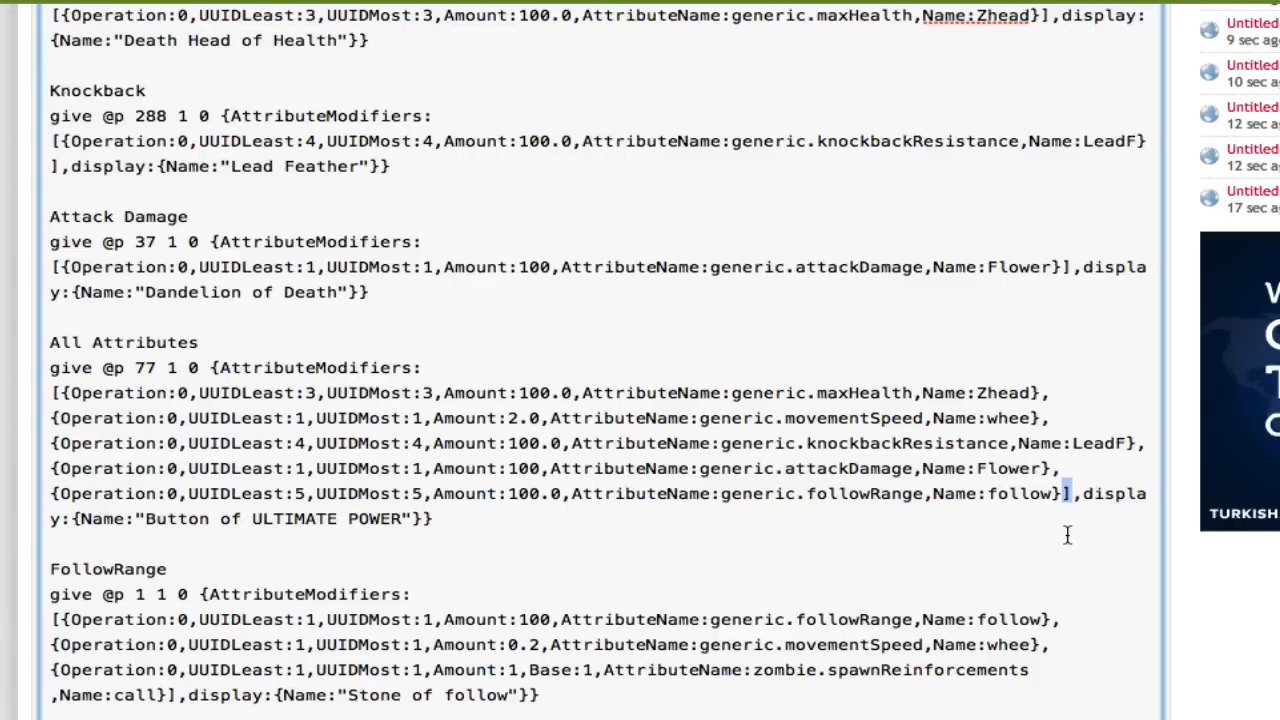 [{Operation:0,UUIDLeast:3,UUIDMost:3,Amount:100.0,AttributeName:generic.maxHealth,Name:Zhead}],display:
{Name:"Death Head of Health"}}
Knockback
give @p 288 1 0 {AttributeModifiers:
[{Operation:0,UUIDLeast:4,UUIDMost:4,Amount:100.0,AttributeName:generic.knockbackResistance,Name:LeadF}
],display:{Name:"Lead Feather"}}
Attack Damage
give @p 37 1 0 {AttributeModifiers:
[{Operation:0,UUIDLeast:1,UUIDMost:1,Amount:100,AttributeName:generic.attackDamage,Name:Flower}],displa
y:{Name:"Dandelion of Death"}}
All Attributes
give @p 77 1 0 {AttributeModifiers:
[{Operation:0,UUIDLeast:3,UUIDMost:3,Amount:100.0,AttributeName:generic.maxHealth,Name:Zhead},
{Operation:0,UUIDLeast:1,UUIDMost:1,Amount:2.0,AttributeName:generic.movementSpeed,Name:whee},
{Operation:0,UUIDLeast:4,UUIDMost:4,Amount:100.0,AttributeName:generic.knockbackResistance,Name:LeadF},
{Operation:0,UUIDLeast:1,UUIDMost:1,Amount:100,AttributeName:generic.attackDamage,Name:Flower},
{Operation:0,UUIDLeast:5,UUIDMost:5,Amount:100.0,AttributeName:generic.followRange,Name:follow}],displa
y:{Name:"Button of ULTIMATE POWER"}}
FollowRange
give @p 1 1 0 {AttributeModifiers:
[{Operation:0,UUIDLeast:1,UUIDMost:1,Amount:100,AttributeName:generic.followRange,Name:follow},
{Operation:0,UUIDLeast:1,UUIDMost:1,Amount:0.2,AttributeName:generic.movementSpeed,Name:whee},
{Operation:0,UUIDLeast:1,UUIDMost:1,Amount:1,Base:1,AttributeName:zombie.spawnReinforcements
,Name:call}],display:{Name:"Stone of follow"}}
Untitled
9 sec ag
Untitled
10 sec a
Untitled
12 sec a
Untitled
12 sec a
Untitled
17 sec a
TURKISH